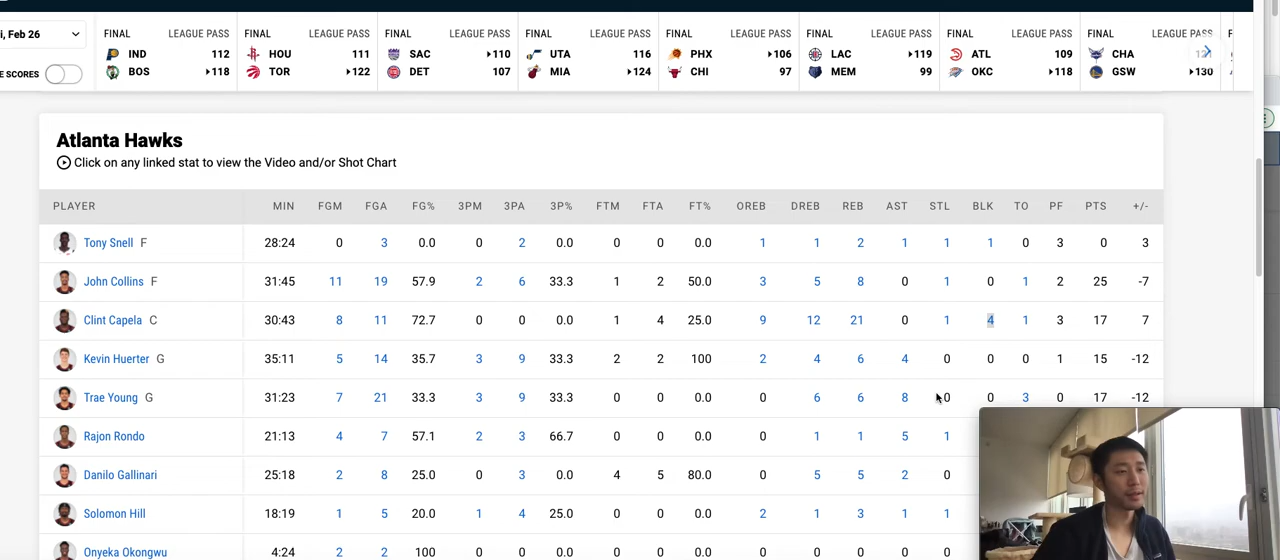 i, Feb 26
E SCORES
FINAL LEAGUE PASS
IND 112
BOS 118
FINAL LEAGUE PASS
HOU 111
TOR 122
FINAL LEAGUE PASS
SAC 110
DET 107
FINAL LEAGUE PASS
UTA 116
MIA 124
FINAL LEAGUE PASS
PHX 106
CHI 97
FINAL LEAGUE PASS
LAC 119
MEM 99
FINAL LEAGUE PASS
ATL 109
OKC 118
FINAL LEAGUE PASS
CHA
GSW 130
F
Atlanta Hawks
Click on any linked stat to view the Video and/or Shot Chart
PLAYER MIN FGM FGA FG% 3PM 3PA 3P% FTM FTA FT% OREB DREB REB AST STL BLK TO PF PTS +/-
Tony Snell F 28:24 0 3 0.0 0 2 0.0 0 0 0.0 1 1 2 1 1 1 0 3 0 3
John Collins F 31:45 11 19 57.9 2 6 33.3 1 2 50.0 3 5 8 0 1 0 1 2 25 -7
Clint Capela C 30:43 8 11 72.7 0 0 0.0 1 4 25.0 9 12 21 0 1 4 1 3 17 7
Kevin Huerter G 35:11 5 14 35.7 3 9 33.3 2 2 100 2 4 6 4 0 0 0 1 15 -12
Trae Young G 31:23 7 21 33.3 3 9 33.3 0 0 0.0 0 6 6 8 0 0 3 0 17 -12
Rajon Rondo 21:13 4 7 57.1 2 3 66.7 0 0 0.0 0 1 1 5 1
Danilo Gallinari 25:18 2 8 25.0 0 3 0.0 4 5 80.0 0 5 5 2 0
Solomon Hill 18:19 1 5 20.0 1 4 25.0 0 0 0.0 2 1 3 1 1
Onyeka Okongwu 4:24 2 2 100 0 0 0.0 0 0 0.0 0 0 0 0 0